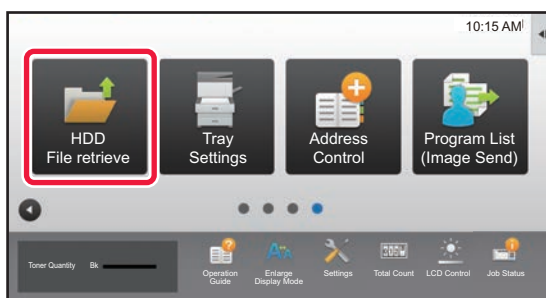 10:15 AM
HDD
File retrieve
Tray
Settings
Address
Control
Program List
(Image Send)
Toner Quantity Bk
Operation
Guide
Enlarge
Display Mode
Settings
Total Count
LCD Control
Job Status